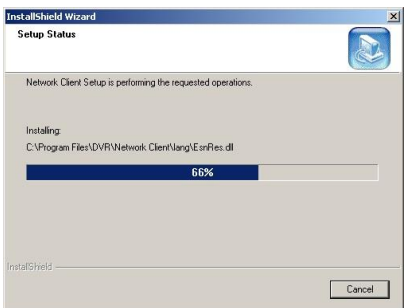 InstallShield Wizard
Setup Status
Network Client Setup is performing the requested operations.
Installing:
C:\Program Files\DVR\Network Client\lang\EsnRes.dll
66%
InstallShield
Cancel